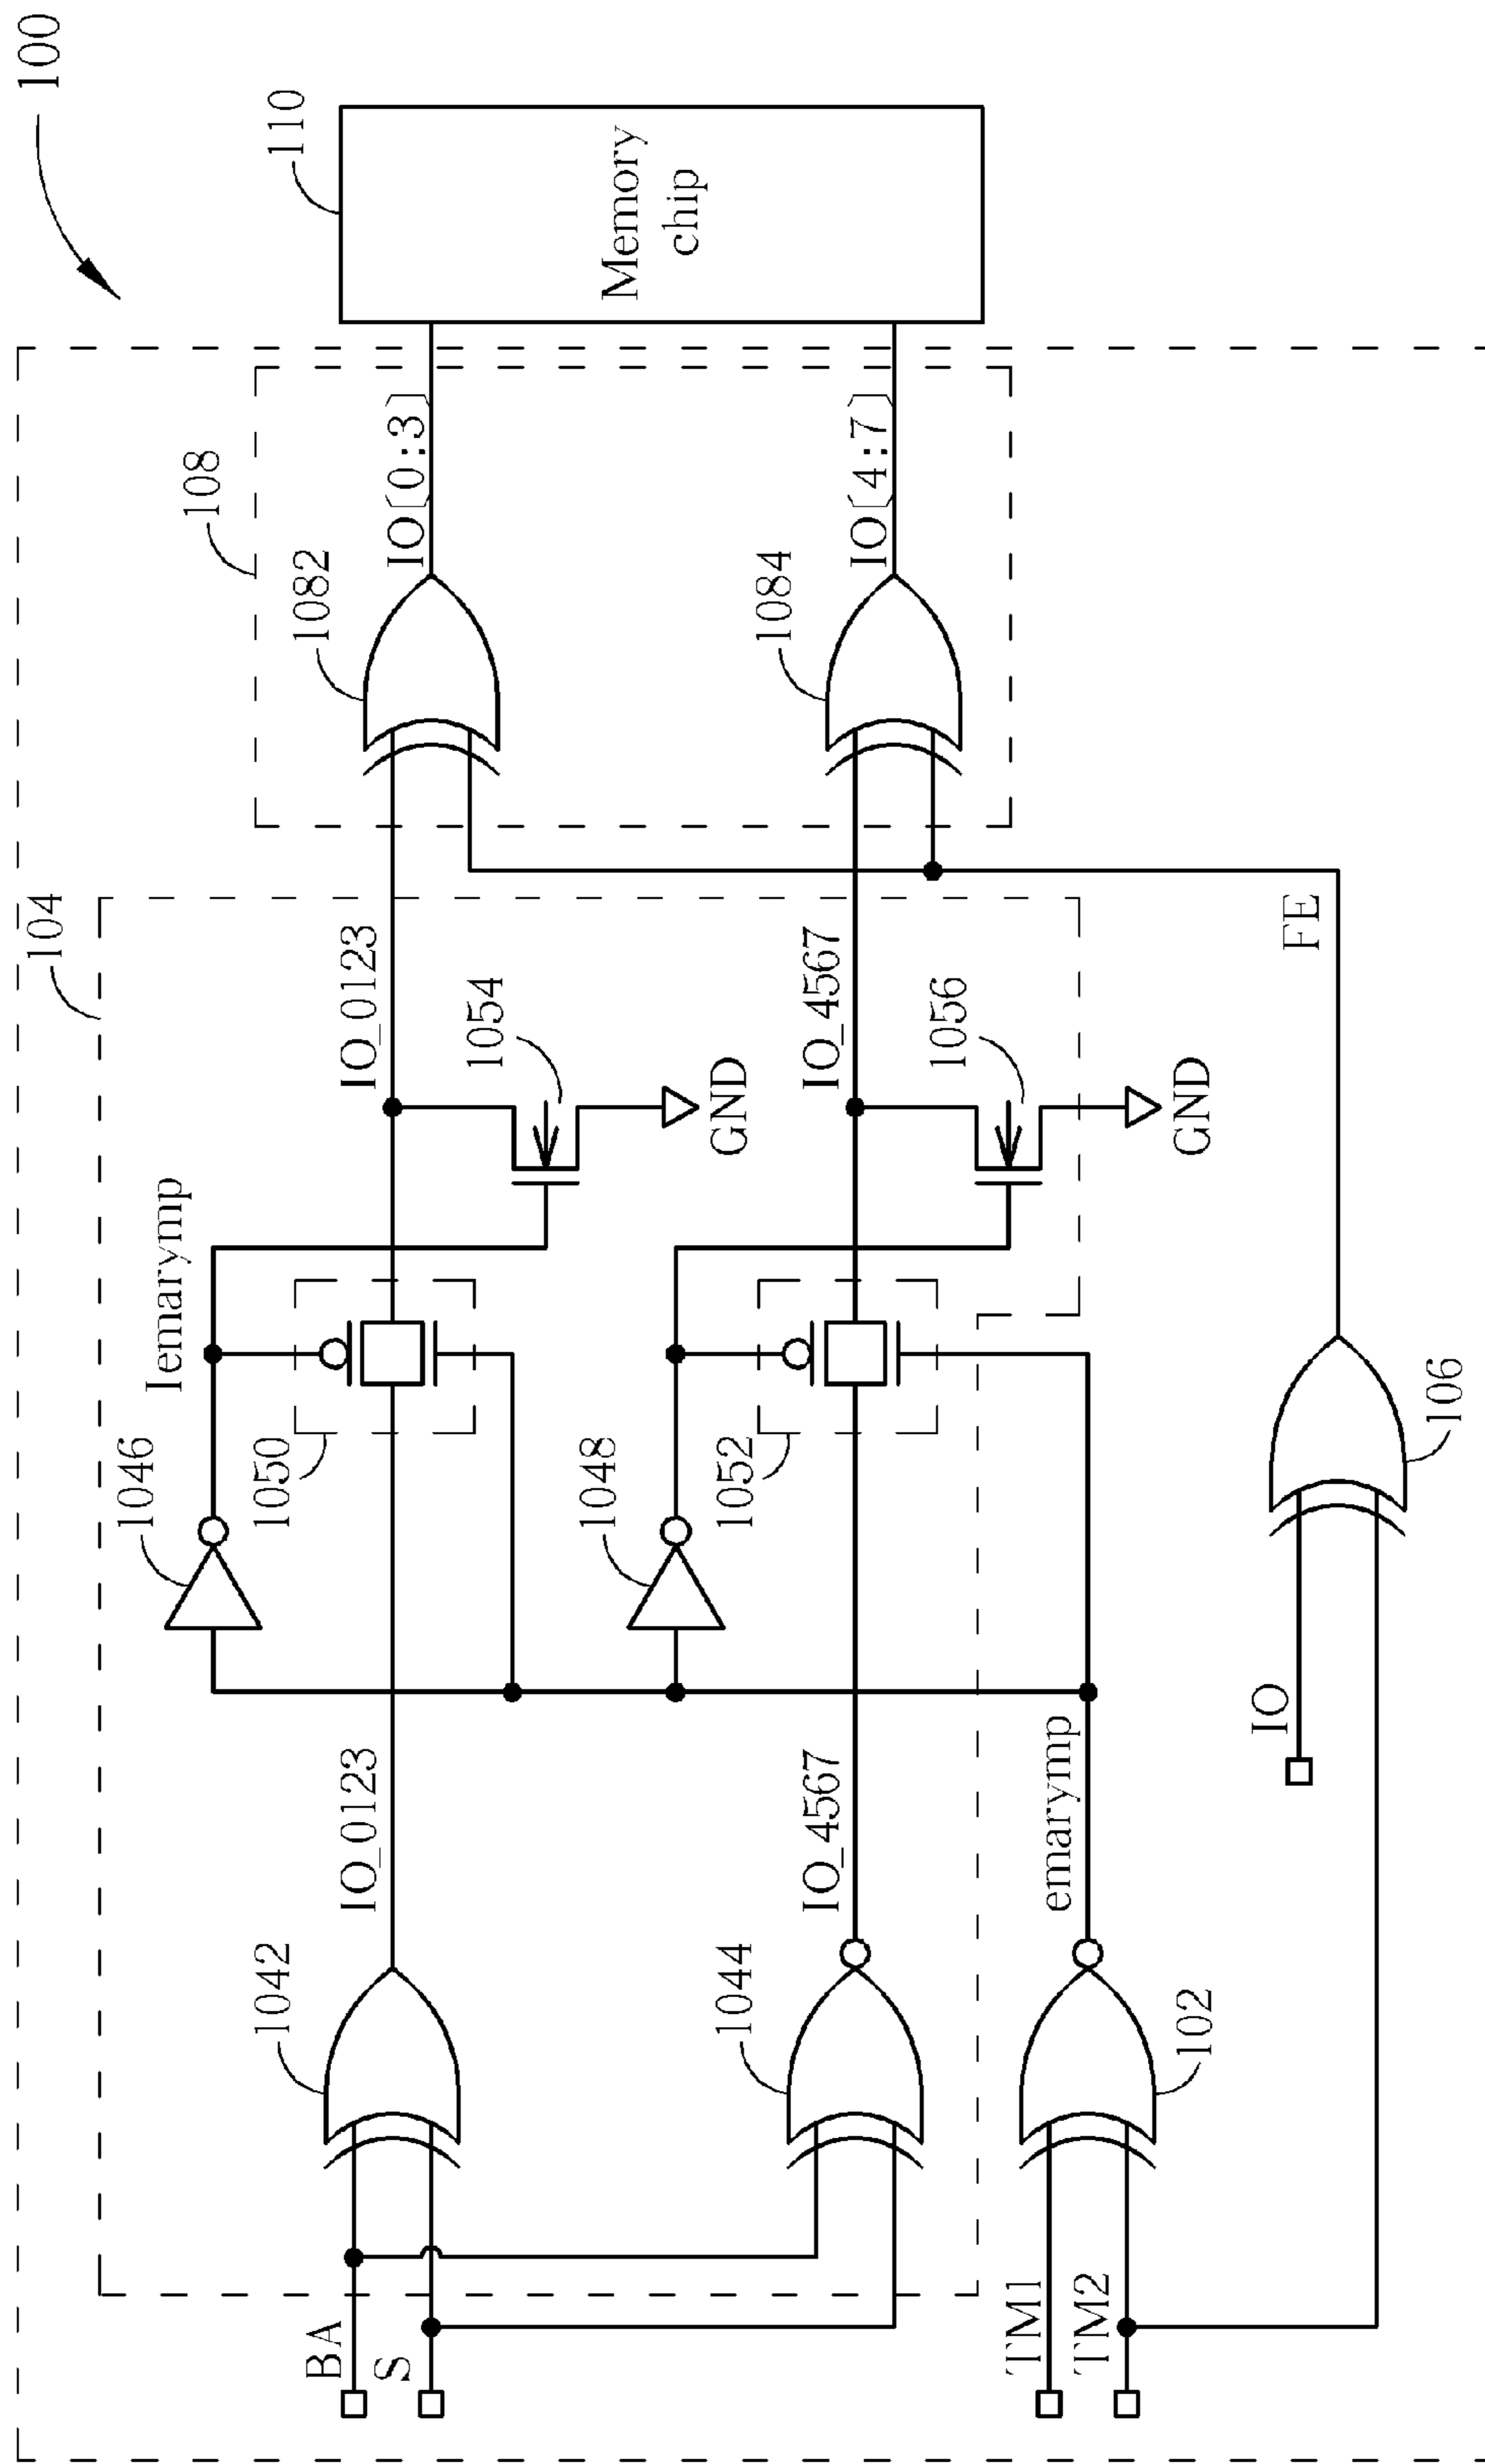 100
104
108
110
Iemarymp
1046
1042
1050
IO_0123
IO_0123
1054
GND
1082
IO[0:3]
Memory
chip
BA
S
1048
1044
1052
IO_4567
IO_4567
1056
GND
1084
IO[4:7]
TM1
TM2
102
emarymp
IO
106
FE